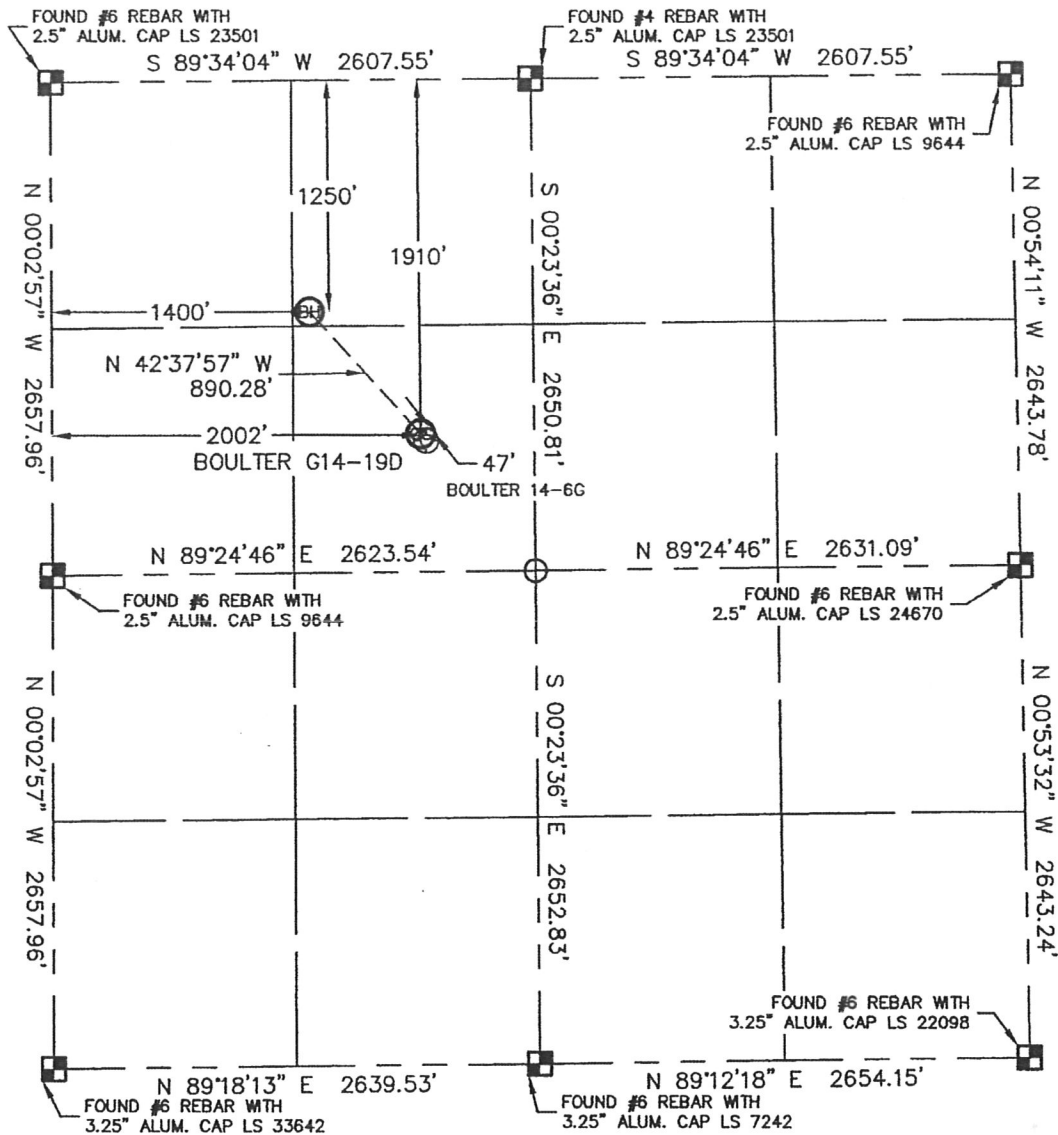 FOUND #6 REBAR WITH
2.5" ALUM. CAP LS 23501
FOUND #4 REBAR WITH
2.5" ALUM. CAP LS 23501
S 89°34'04" W 2607.55'
S 89°34'04" W 2607.55'
FOUND #6 REBAR WITH
2.5" ALUM. CAP LS 9644
N 00°02'57" W 2657.96'
1250'
1910'
S 00°23'36" E 2650.81'
N 00°54'11" W 2643.78'
1400'
BH
N 42°37'57" W
890.28'
2002'
BOULTER G14-19D
47'
BOULTER 14-6G
N 89°24'46" E 2623.54'
N 89°24'46" E 2631.09'
FOUND #6 REBAR WITH
2.5" ALUM. CAP LS 9644
FOUND #6 REBAR WITH
2.5" ALUM. CAP LS 24670
N 00°02'57" W 2657.96'
S 00°23'36" E 2652.83'
N 00°53'32" W 2643.24'
FOUND #6 REBAR WITH
3.25" ALUM. CAP LS 22098
N 89°18'13" E 2639.53'
N 89°12'18" E 2654.15'
FOUND #6 REBAR WITH
3.25" ALUM. CAP LS 33642
FOUND #6 REBAR WITH
3.25" ALUM. CAP LS 7242